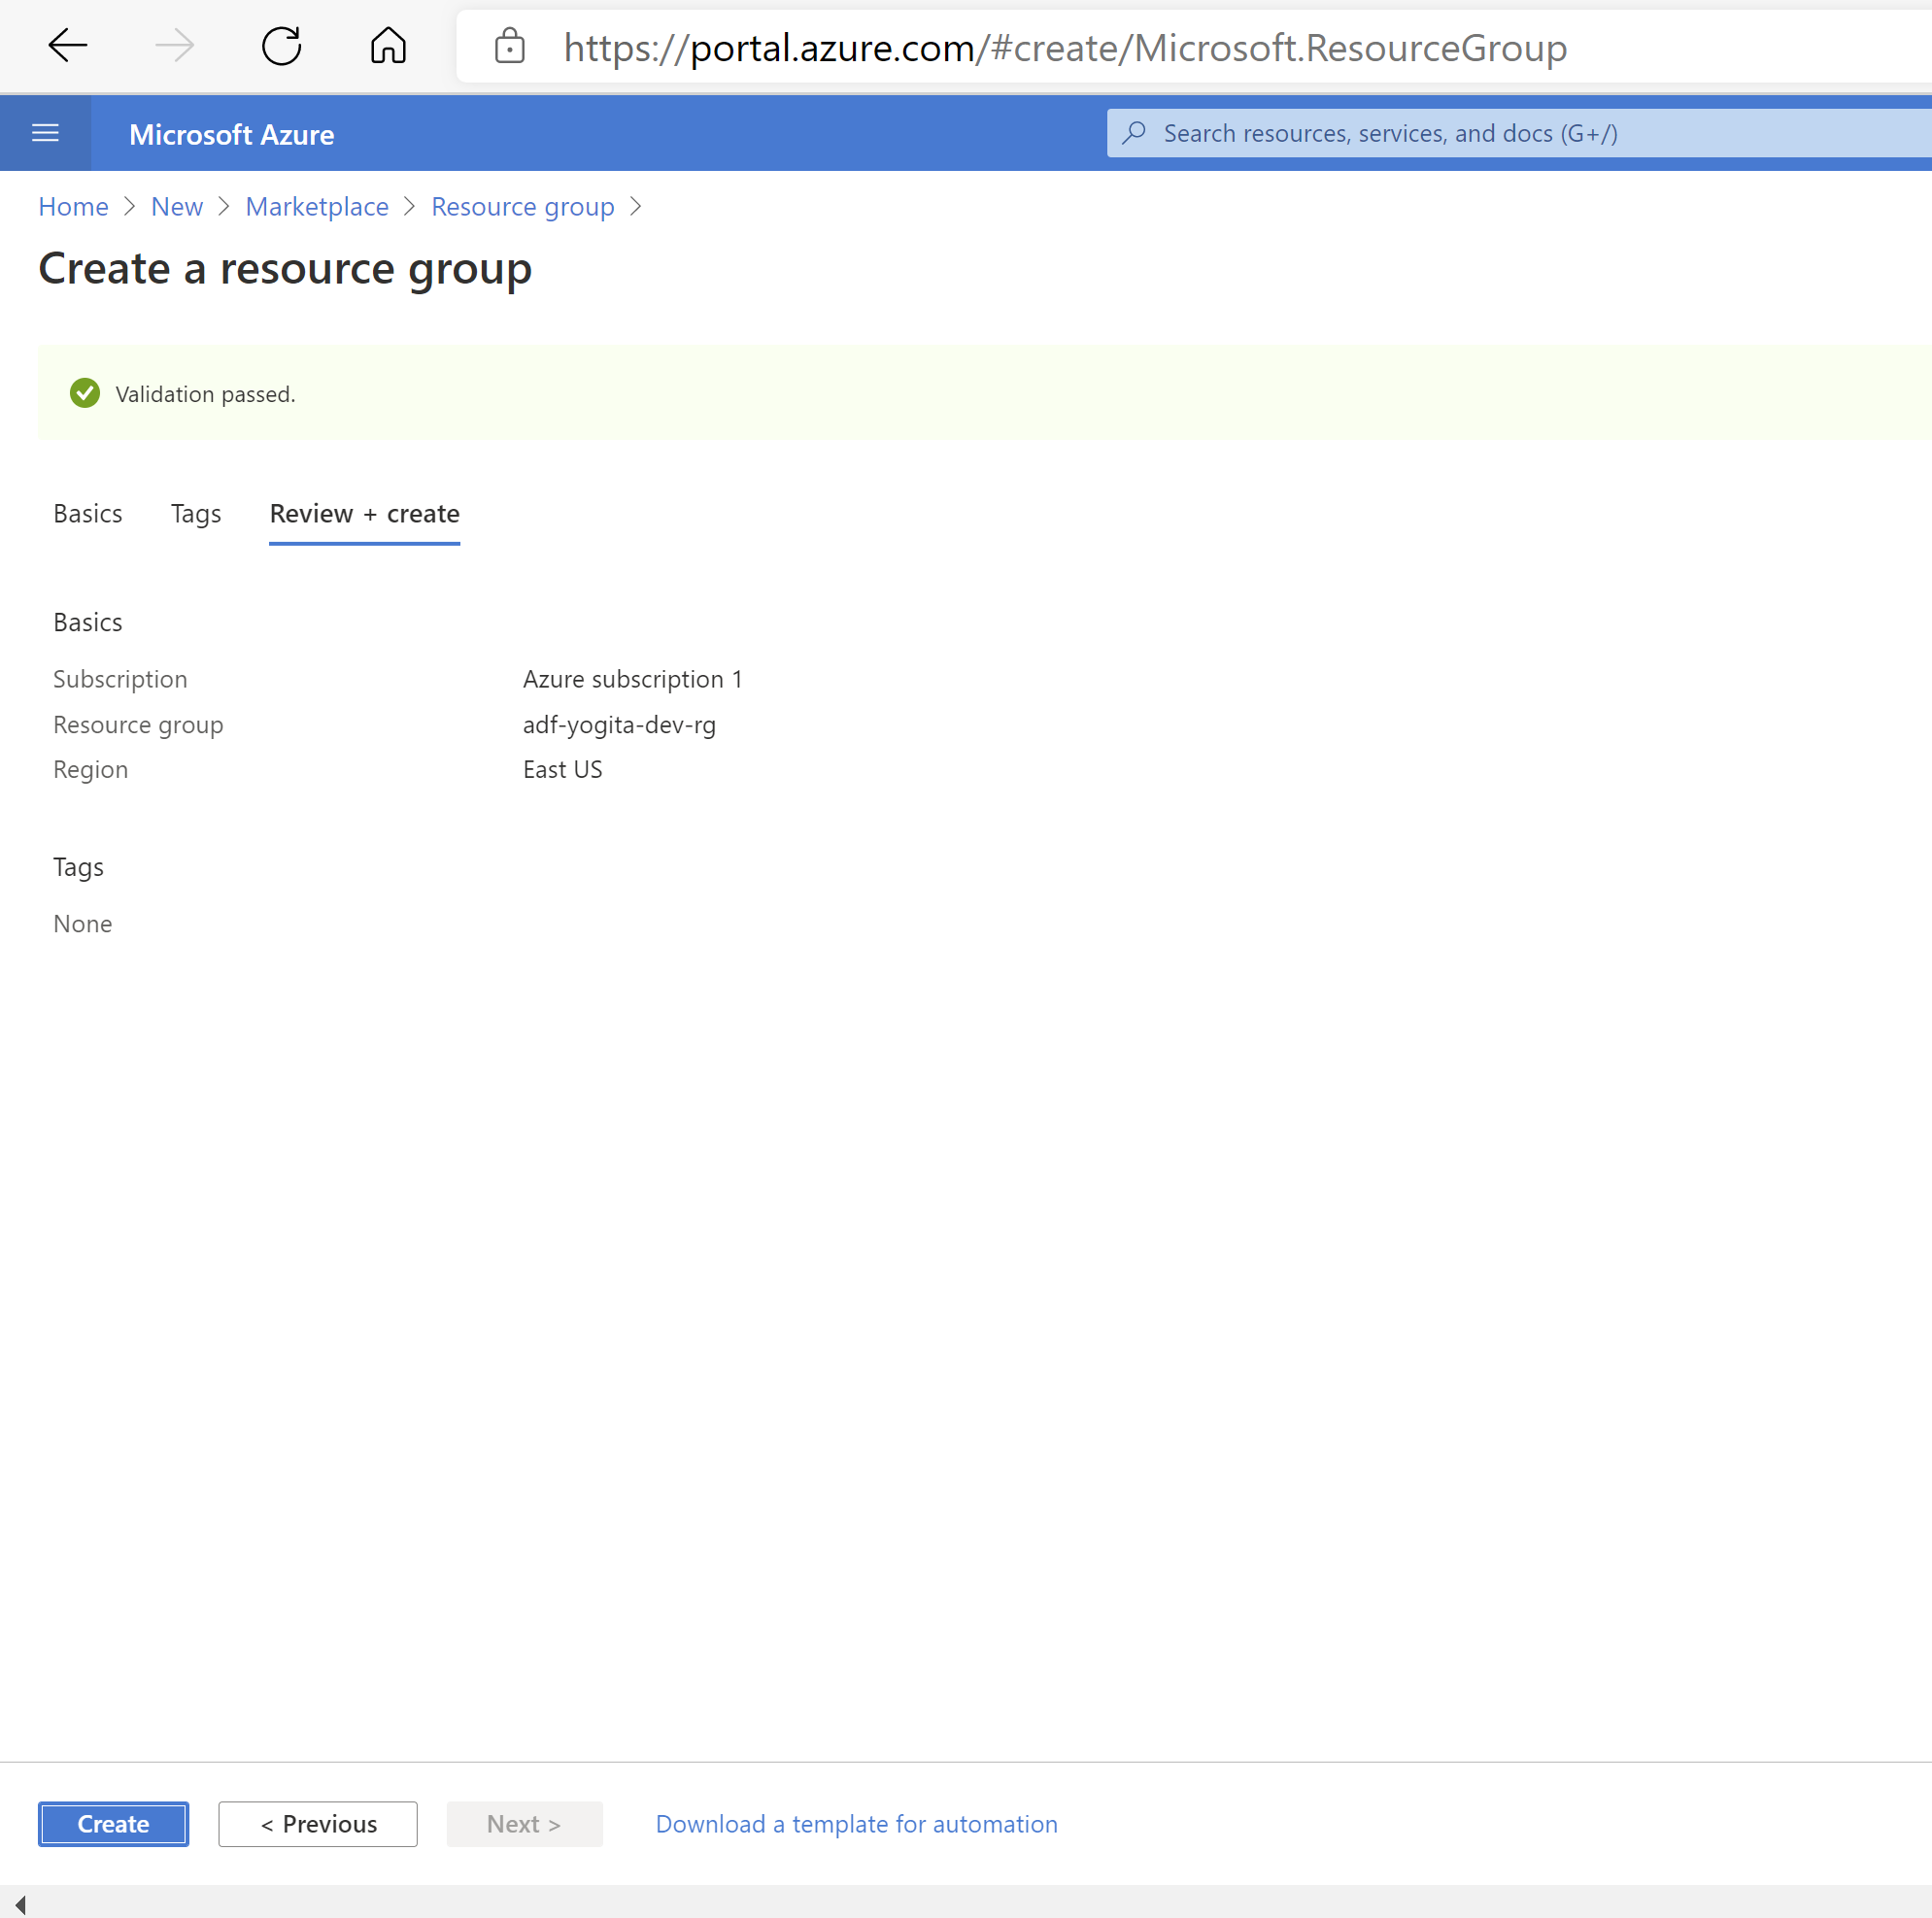 https://portal.azure.com/#create/Microsoft.ResourceGroup
Microsoft Azure
Search resources, services, and docs (G+/)
Home > New > Marketplace > Resource group >
Create a resource group
Validation passed.
Basics Tags Review + create
Basics
Subscription Azure subscription 1
Resource group adf-yogita-dev-rg
Region East US
Tags
None
Create < Previous Next > Download a template for automation